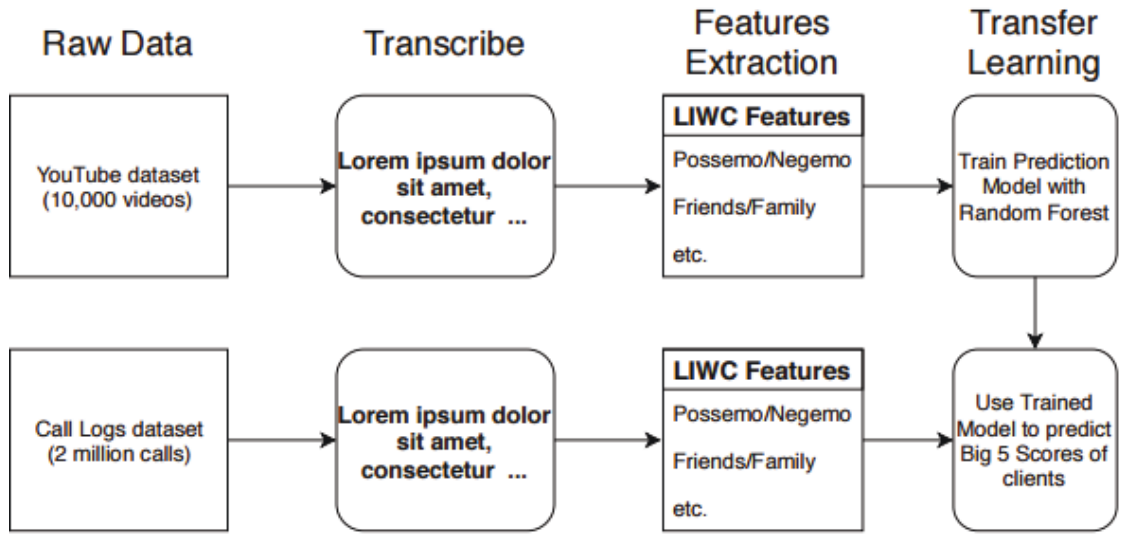 Raw Data
Transcribe
Features
Extraction
Transfer
Learning
YouTube dataset
(10,000 videos)
Lorem ipsum dolor
sit amet,
consectetur ...
LIWC Features
Possemo/Negemo
Friends/Family
etc.
Train Prediction
Model with
Random Forest
Call Logs dataset
(2 million calls)
Lorem ipsum dolor
sit amet,
consectetur ...
LIWC Features
Possemo/Negemo
Friends/Family
etc.
Use Trained
Model to predict
Big 5 Scores of
clients